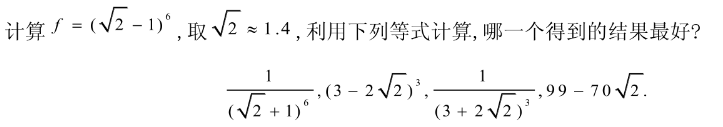 计算 f = (√2 − 1)^6 , 取 √2 ≈ 1.4 , 利用下列等式计算, 哪一个得到的结果最好?
1/(√2 + 1)^6 , (3 − 2√2)^3 , 1/(3 + 2√2)^3 , 99 − 70√2.